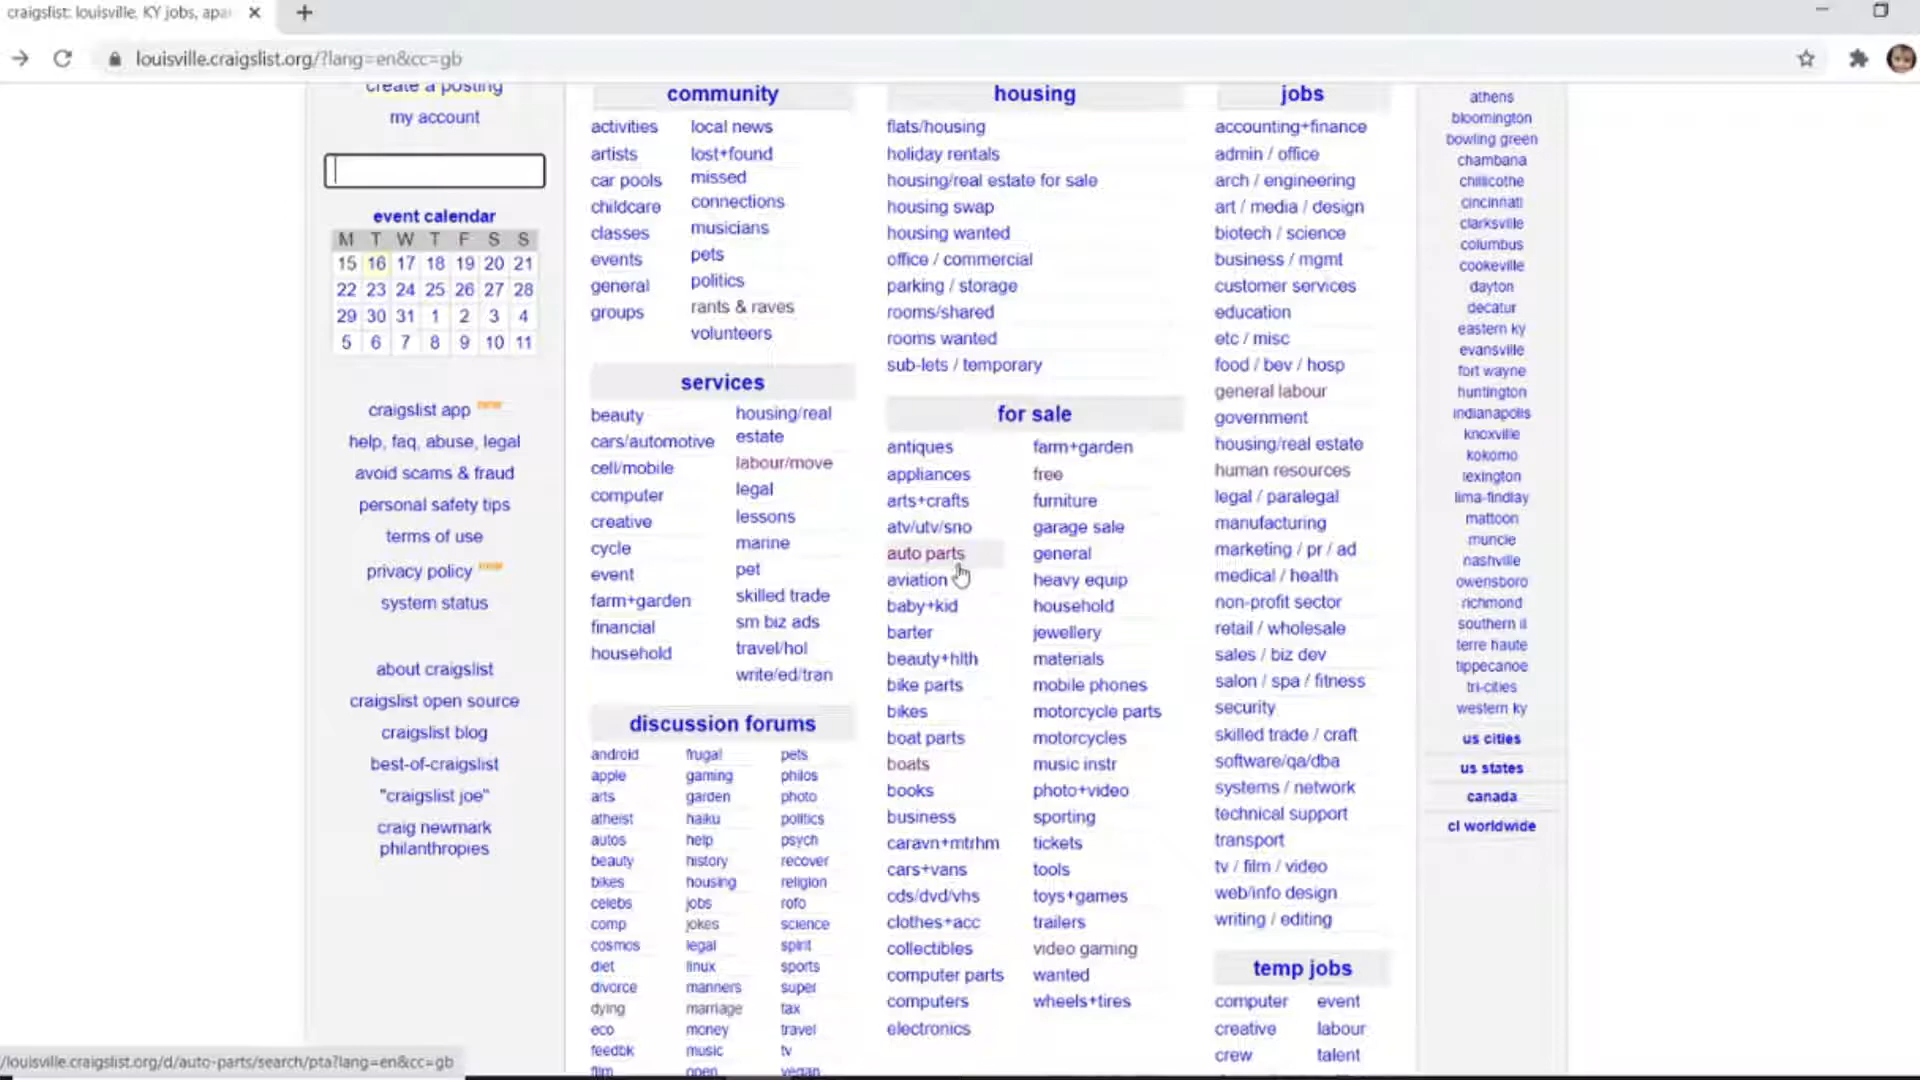 craigslist: louisville, KY jobs, apa
louisville.craigslist.org/?lang=en&cc=gb
create a posting
my account
event calendar
M T W T F S S
15 16 17 18 19 20 21
22 23 24 25 26 27 28
29 30 31 1 2 3 4
5 6 7 8 9 10 11
craigslist app new
help, faq, abuse, legal
avoid scams & fraud
personal safety tips
terms of use
privacy policy new
system status
about craigslist
craigslist open source
craigslist blog
best-of-craigslist
"craigslist joe"
craig newmark
philanthropies
community
activities
artists
car pools
childcare
classes
events
general
groups
local news
lost+found
missed
connections
musicians
pets
politics
rants & raves
volunteers
services
beauty
cars/automotive
cell/mobile
computer
creative
cycle
event
farm+garden
financial
household
housing/real
estate
labour/move
legal
lessons
marine
pet
skilled trade
sm biz ads
travel/hol
write/ed/tran
discussion forums
android
apple
arts
atheist
autos
beauty
bikes
celebs
comp
cosmos
diet
divorce
dying
eco
feedbk
film
frugal
gaming
garden
haiku
help
history
housing
jobs
jokes
legal
linux
manners
marriage
money
music
open
pets
philos
photo
politics
psych
recover
religion
rofo
science
spirit
sports
super
tax
travel
tv
vegan
housing
flats/housing
holiday rentals
housing/real estate for sale
housing swap
housing wanted
office / commercial
parking / storage
rooms/shared
rooms wanted
sub-lets / temporary
for sale
antiques
appliances
arts+crafts
atv/utv/sno
auto parts
aviation
baby+kid
barter
beauty+hlth
bike parts
bikes
boat parts
boats
books
business
caravn+mtrhm
cars+vans
cds/dvd/vhs
clothes+acc
collectibles
computer parts
computers
electronics
farm+garden
free
furniture
garage sale
general
heavy equip
household
jewellery
materials
mobile phones
motorcycle parts
motorcycles
music instr
photo+video
sporting
tickets
tools
toys+games
trailers
video gaming
wanted
wheels+tires
jobs
accounting+finance
admin / office
arch / engineering
art / media / design
biotech / science
business / mgmt
customer services
education
etc / misc
food / bev / hosp
general labour
government
housing/real estate
human resources
legal / paralegal
manufacturing
marketing / pr / ad
medical / health
non-profit sector
retail / wholesale
sales / biz dev
salon / spa / fitness
security
skilled trade / craft
software/qa/dba
systems / network
technical support
transport
tv / film / video
web/info design
writing / editing
temp jobs
computer
creative
crew
event
labour
talent
athens
bloomington
bowling green
chambana
chillicothe
cincinnati
clarksville
columbus
cookeville
dayton
decatur
eastern ky
evansville
fort wayne
huntington
indianapolis
knoxville
kokomo
lexington
lima-findlay
mattoon
muncie
nashville
owensboro
richmond
southern il
terre haute
tippecanoe
tri-cities
western ky
us cities
us states
canada
cl worldwide
/louisville.craigslist.org/d/auto-parts/search/pta?lang=en&cc=gb